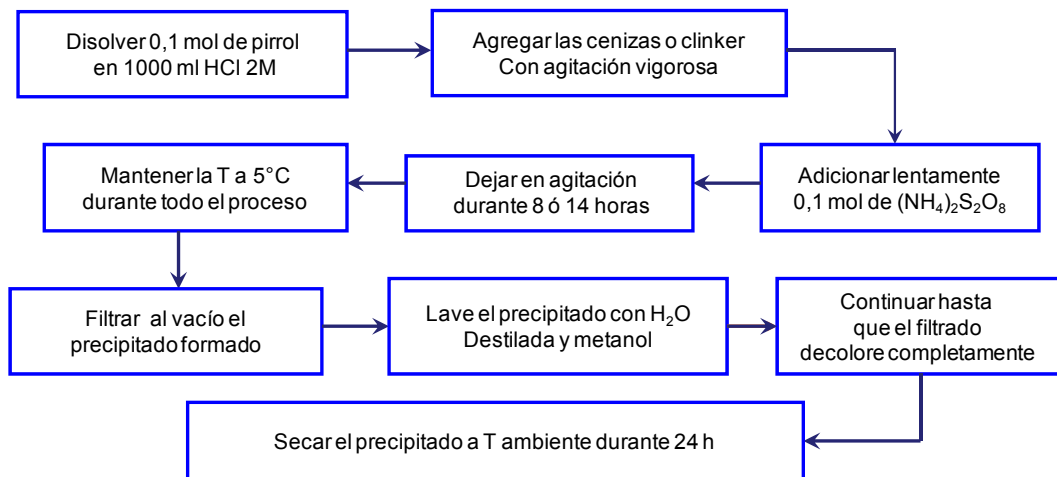 Disolver 0,1 mol de pirrol
en 1000 ml HCl 2M
Agregar las cenizas o clinker
Con agitación vigorosa
Adicionar lentamente
0,1 mol de (NH₄)₂S₂O₈
Dejar en agitación
durante 8 ó 14 horas
Mantener la T a 5°C
durante todo el proceso
Filtrar al vacío el
precipitado formado
Lave el precipitado con H₂O
Destilada y metanol
Continuar hasta
que el filtrado
decolore completamente
Secar el precipitado a T ambiente durante 24 h